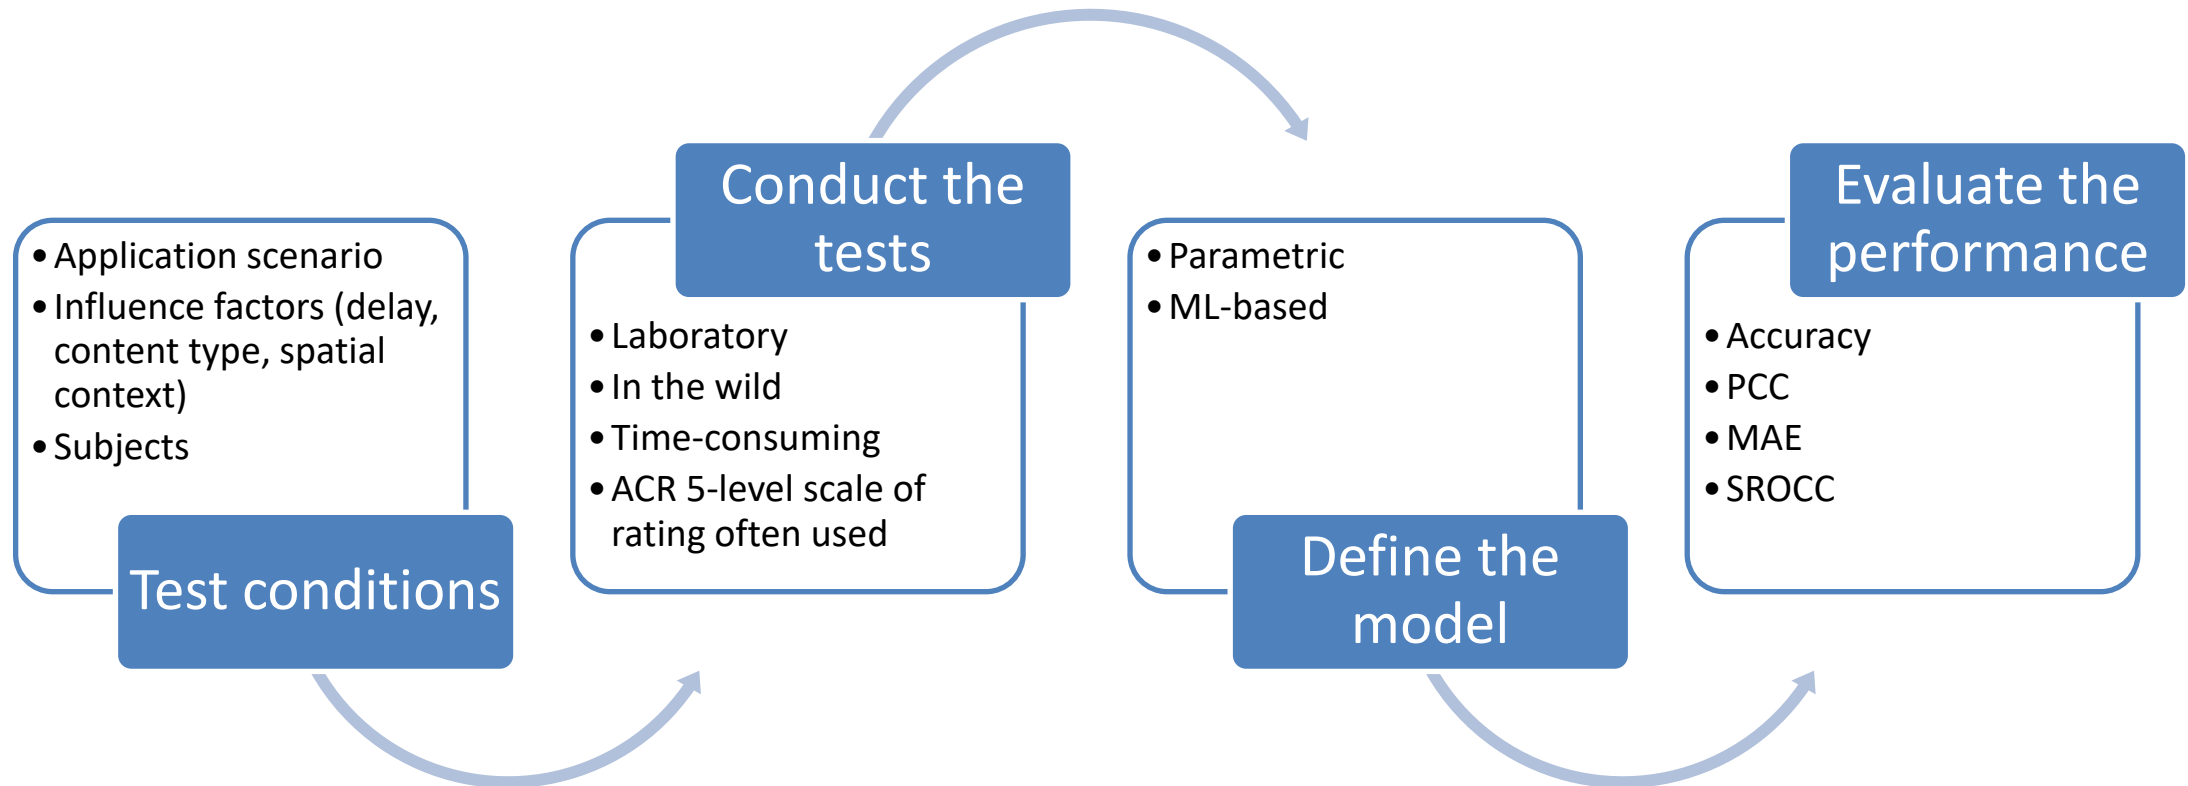 • Application scenario
• Influence factors (delay,
content type, spatial
context)
• Subjects
Test conditions
Conduct the
tests
• Laboratory
• In the wild
• Time-consuming
• ACR 5-level scale of
rating often used
• Parametric
• ML-based
Define the
model
Evaluate the
performance
• Accuracy
• PCC
• MAE
• SROCC